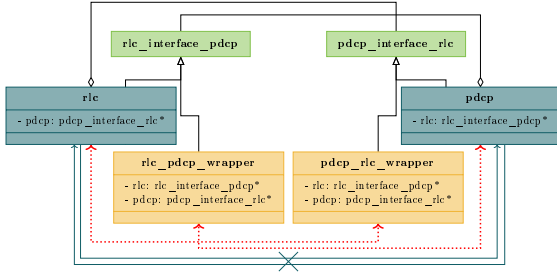 rlc_interface_pdcp
pdcp_interface_rlc
rlc
- pdcp: pdcp_interface_rlc*
pdcp
- rlc: rlc_interface_pdcp*
rlc_pdcp_wrapper
- rlc: rlc_interface_pdcp*
- pdcp: pdcp_interface_rlc*
pdcp_rlc_wrapper
- rlc: rlc_interface_pdcp*
- pdcp: pdcp_interface_rlc*